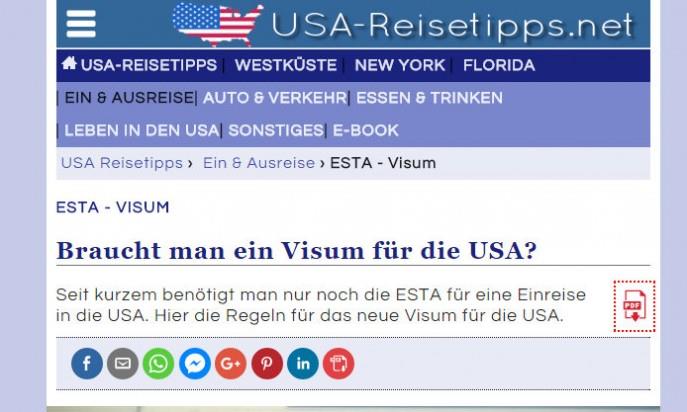 USA-Reisetipps.net
USA-REISETIPPS | WESTKÜSTE | NEW YORK | FLORIDA
| EIN & AUSREISE| AUTO & VERKEHR| ESSEN & TRINKEN
| LEBEN IN DEN USA| SONSTIGES| E-BOOK
USA Reisetipps › Ein & Ausreise › ESTA - Visum
ESTA - VISUM
Braucht man ein Visum für die USA?
Seit kurzem benötigt man nur noch die ESTA für eine Einreise
in die USA. Hier die Regeln für das neue Visum für die USA.
PDF
f G+ in